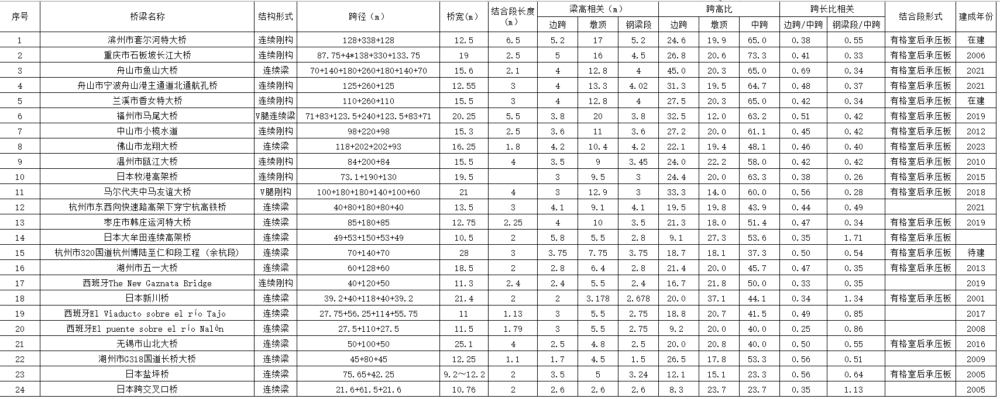 序号 桥梁名称 结构形式 跨径（m） 桥宽(m) 结合段长度(m) 梁高相关（m） 跨高比 跨长比相关 结合段形式 建成年份
边跨 墩顶 钢梁段 边跨 墩顶 中跨 边跨/中跨 钢梁段/中跨
1 滨州市套尔河特大桥 连续刚构 128+338+128 12.5 6.5 5.2 17 5.2 24.6 19.9 65.0 0.38 0.55 有格室后承压板 在建
2 重庆市石板坡长江大桥 连续刚构 87.75+4*138+330+133.75 19 2.5 5 16 4.5 26.8 20.6 73.3 0.41 0.33 有格室后承压板 2006
3 舟山市鱼山大桥 连续梁 70+140+180+260+180+140+70 15.6 2.1 4 12.8 4 45.0 20.3 65.0 0.69 0.34 有格室后承压板 2021
4 舟山市宁波舟山港主通道北通航孔桥 连续刚构 125+260+125 12.55 3 4 13.3 4.02 31.3 19.5 64.7 0.48 0.37 有格室后承压板 2021
5 兰溪市香女特大桥 连续刚构 110+260+110 15.5 3 4 12.8 4 27.5 20.3 65.0 0.42 0.34 有格室后承压板 在建
6 福州市马尾大桥 V腿连续梁 71+83+123.5+240+123.5+83+71 20.25 5.5 3.8 20 3.8 32.5 12.0 63.2 0.51 0.42 有格室后承压板 2019
7 中山市小榄水道 连续刚构 98+220+98 15.3 2.5 3.6 11 3.6 27.2 20.0 61.1 0.45 0.42 有格室后承压板 2012
8 佛山市龙翔大桥 连续梁 118+202+202+93 16.25 1.8 4.2 10.4 4.2 22.1 19.4 48.1 0.46 0.40 有格室后承压板 2023
9 温州市瓯江大桥 连续刚构 84+200+84 15.5 4 3.5 9 3.45 24.0 22.2 58.0 0.42 0.42 有格室后承压板 2010
10 日本牧港高架桥 连续刚构 73.1+190+130 19.5 3 9.5 3 24.4 20.0 63.3 0.38 0.26 有格室后承压板 2015
11 马尔代夫中马友谊大桥 V腿刚构 100+180+180+140+100+60 21 4 3 12.9 3 33.3 14.0 60.0 0.56 0.28 有格室后承压板 2018
12 杭州市东西向快速路高架下穿宁杭高铁桥 连续梁 40+80+180+80+40 13.5 3 4.1 9.1 4.1 19.5 19.8 43.9 0.44 0.49 2021
13 枣庄市韩庄运河特大桥 连续梁 85+180+85 12.75 2.25 4 10 3.5 21.3 18.0 51.4 0.47 0.34 有格室后承压板 2019
14 日本大牟田连续高架桥 连续梁 49+53+150+53+49 10.5 2 5.8 5.5 2.8 9.1 27.3 53.6 0.35 1.71 有格室后承压板
15 杭州市320国道杭州博陆至仁和段工程（余杭段） 连续梁 70+140+70 28 3 3.75 7.75 3.75 18.7 18.1 37.3 0.50 0.54 有格室后承压板 待建
16 湖州市五一大桥 连续梁 60+128+60 18.5 2 2.8 6.4 2.8 21.4 20.0 45.7 0.47 0.35 有格室后承压板 2013
17 西班牙The New Gaznata Bridge 连续刚构 40+120+50 11.3 2.4 2.4 5.5 2.4 16.7 21.8 50.0 0.33 0.35 2019
18 日本新川桥 连续梁 39.2+40+118+40+39.2 21.4 2 2 3.178 2.678 20.0 37.1 44.1 0.34 1.34 有格室后承压板 2001
19 西班牙El Viaducto sobre el río Tajo 连续梁 27.75+56.25+114+55.75 11 1.13 3 5.5 2.75 18.8 20.7 41.5 0.49 0.85 2017
20 西班牙El puente sobre el río Nalòn 连续梁 27.5+110+27.5 11.5 1.79 3 5.5 2.75 9.2 20.0 40.0 0.25 0.86 2008
21 无锡市山北大桥 连续梁 50+100+50 25.1 4 2.5 4.8 2.5 20.0 20.8 40.0 0.50 0.55 有格室后承压板 2016
22 湖州市G318国道长桥大桥 连续梁 45+80+45 12.25 1.1 1.7 4.5 1.5 26.5 17.8 53.3 0.56 0.51 2009
23 日本盐坪桥 连续梁 75.65+42.25 9.2～12.2 2 3.5 5 3.24 12.1 15.1 23.3 0.56 0.64 有格室后承压板 2005
24 日本跨交叉口桥 连续梁 21.6+61.5+21.6 10.76 2 2.6 2.6 2.6 8.3 23.7 23.7 0.35 1.13 2005